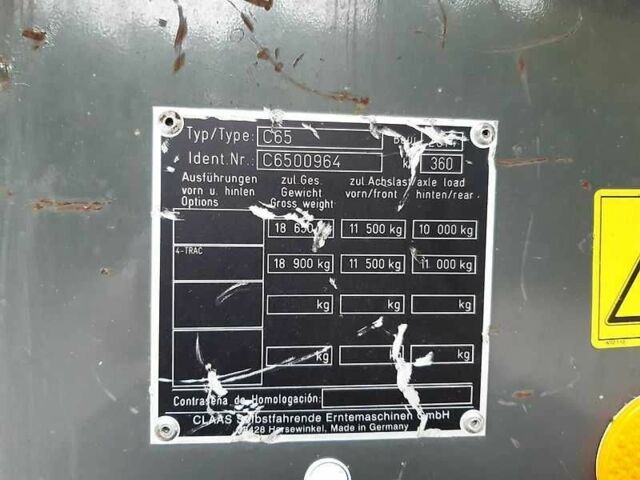 Typ/Type: C65
Ident.Nr.: C6500964 360
Ausführungen zul.Ges. zul.Achslast/axle load
vorn u. hinten Gewicht vorn/front hinten/rear
Options Gross weight
18 650 11 500 kg 10 000 kg
4-TRAC
18 900 kg 11 500 kg 11 000 kg
kg kg kg
kg kg kg
Contraseña de Homologación:
CLAAS Selbstfahrende Erntemaschinen GmbH
Harsewinkel, Made in Germany